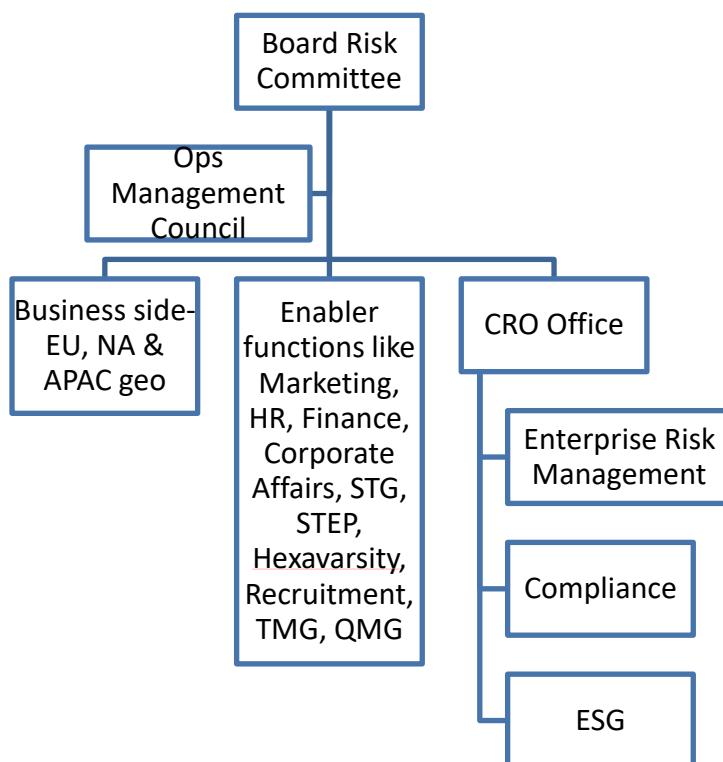 Board Risk
Committee
Ops
Management
Council
Business side-
EU, NA &
APAC geo
Enabler
functions like
Marketing,
HR, Finance,
Corporate
Affairs, STG,
STEP,
Hexavarsity,
Recruitment,
TMG, QMG
CRO Office
Enterprise Risk
Management
Compliance
ESG